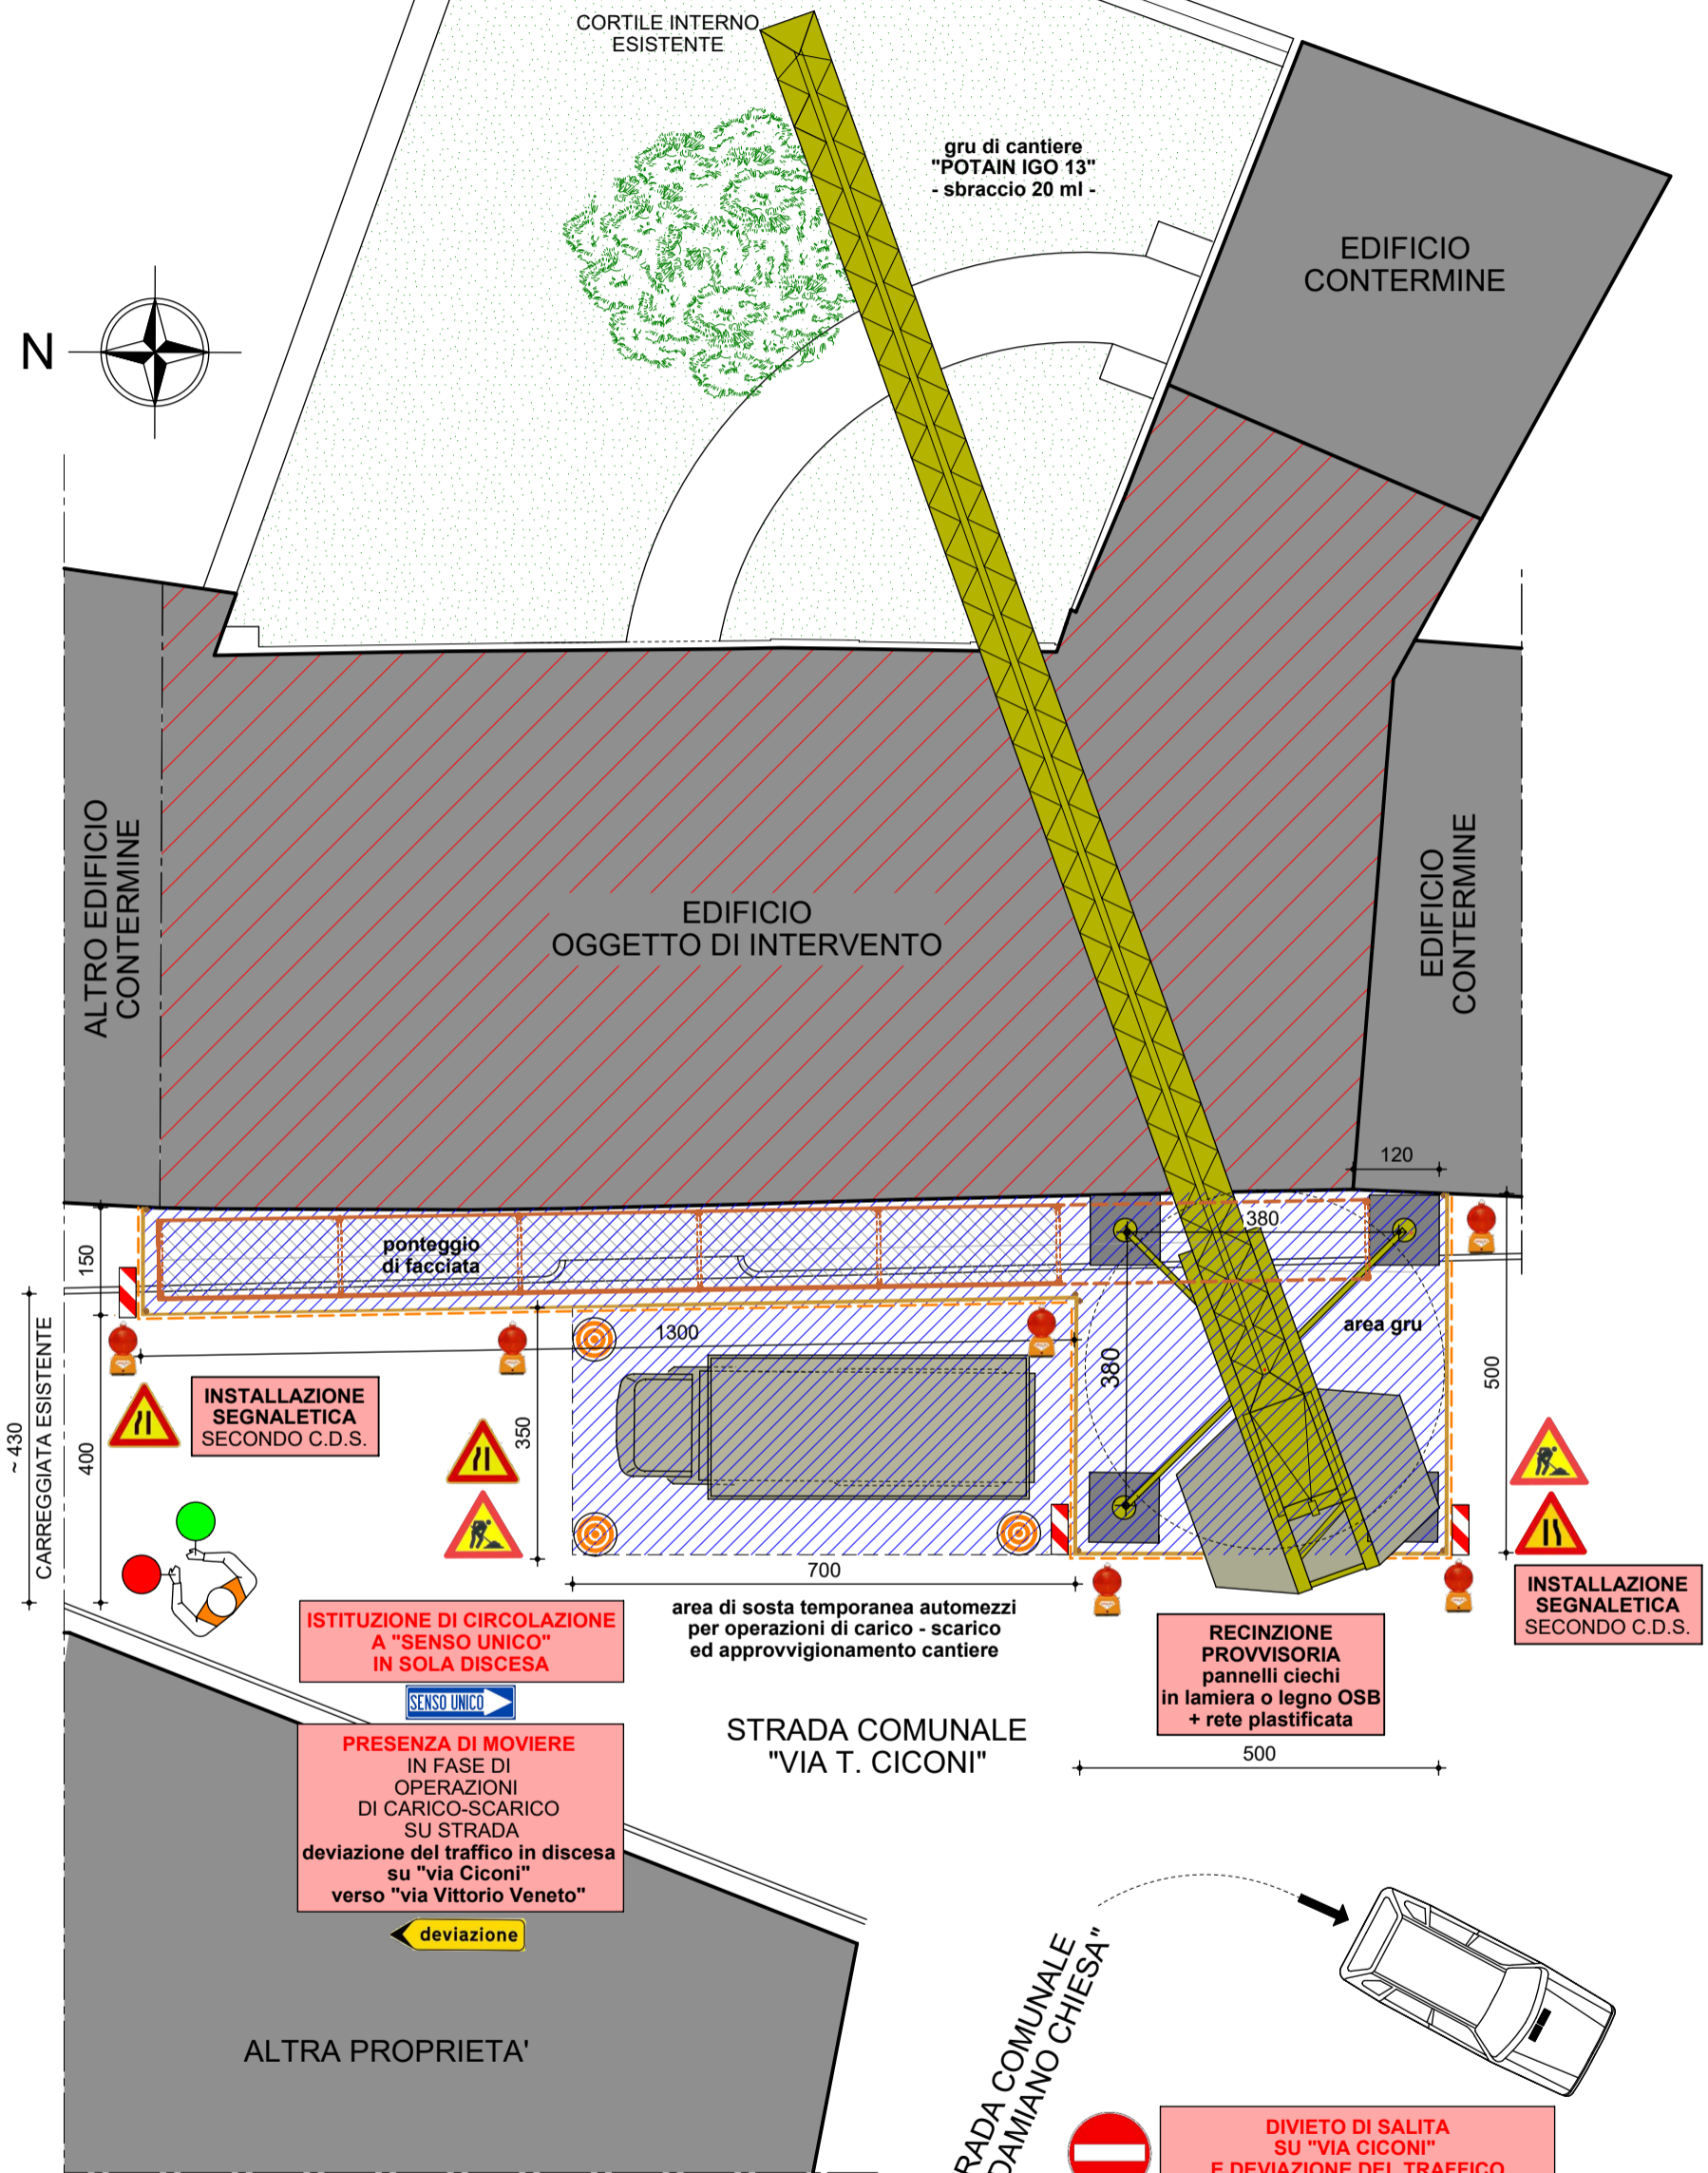 CORTILE INTERNO
ESISTENTE
gru di cantiere
"POTAIN IGO 13"
- sbraccio 20 ml -
EDIFICIO
CONTERMINE
N
ALTRO EDIFICIO
CONTERMINE
EDIFICIO
OGGETTO DI INTERVENTO
EDIFICIO
CONTERMINE
120
380
ponteggio
di facciata
150
area gru
1300
380
350
500
400
~ 430
CARREGGIATA ESISTENTE
INSTALLAZIONE
SEGNALETICA
SECONDO C.D.S.
700
area di sosta temporanea automezzi
per operazioni di carico - scarico
ed approvvigionamento cantiere
INSTALLAZIONE
SEGNALETICA
SECONDO C.D.S.
ISTITUZIONE DI CIRCOLAZIONE
A "SENSO UNICO"
IN SOLA DISCESA
SENSO UNICO
RECINZIONE
PROVVISORIA
pannelli ciechi
in lamiera o legno OSB
+ rete plastificata
500
STRADA COMUNALE
"VIA T. CICONI"
PRESENZA DI MOVIERE
IN FASE DI
OPERAZIONI
DI CARICO-SCARICO
SU STRADA
deviazione del traffico in discesa
su "via Ciconi"
verso "via Vittorio Veneto"
deviazione
ALTRA PROPRIETA'
RADA COMUNALE
DAMIANO CHIESA"
DIVIETO DI SALITA
SU "VIA CICONI"
E DEVIAZIONE DEL TRAFFICO